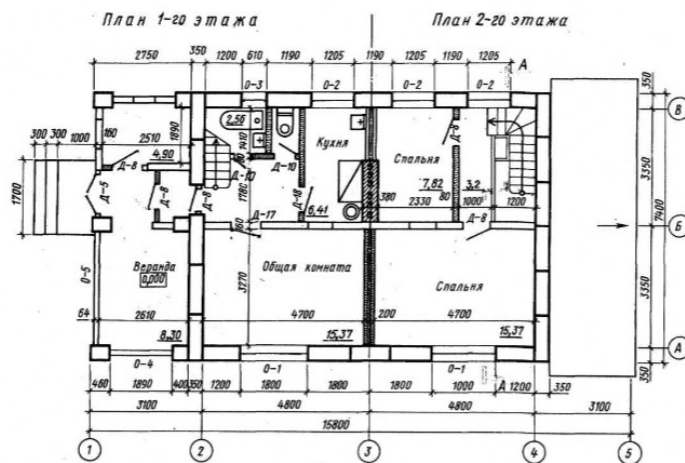 План 1-го этажа
План 2-го этажа
2750 350 1200 610 1190 1205 1190 1205 1190 1205
А
О-3 О-2 О-2 О-2
350
В
300 300 1000 160 2510 1890
2,56
1410
Кухня
Спальня
Д-8
4,90
Д-8
Д-10
Д-10
7,82
3,2
3350
1700
Д-5
Д-8
Д-8
1780
Д-18
6,41
380
2330
80
1000
1200
7400
Д-17
Д-8
Б
О-5
Веранда
0,000
Общая комната
Спальня
3270
3350
64
2610
4700
200
4700
8,30
15,37
15,37
А
О-4 О-1 О-1
350
460 1890 400 350 1200 1800 1800 1800 1000 А 1200 350
3100 4800 4800 3100
15800
1 2 3 4 5